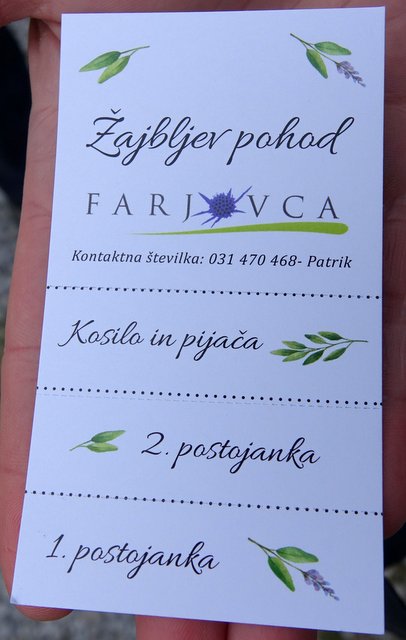 Žajbljev pohod
FARJOVCA
Kontaktna številka: 031 470 468- Patrik
Kosilo in pijača
2. postojanka
1. postojanka